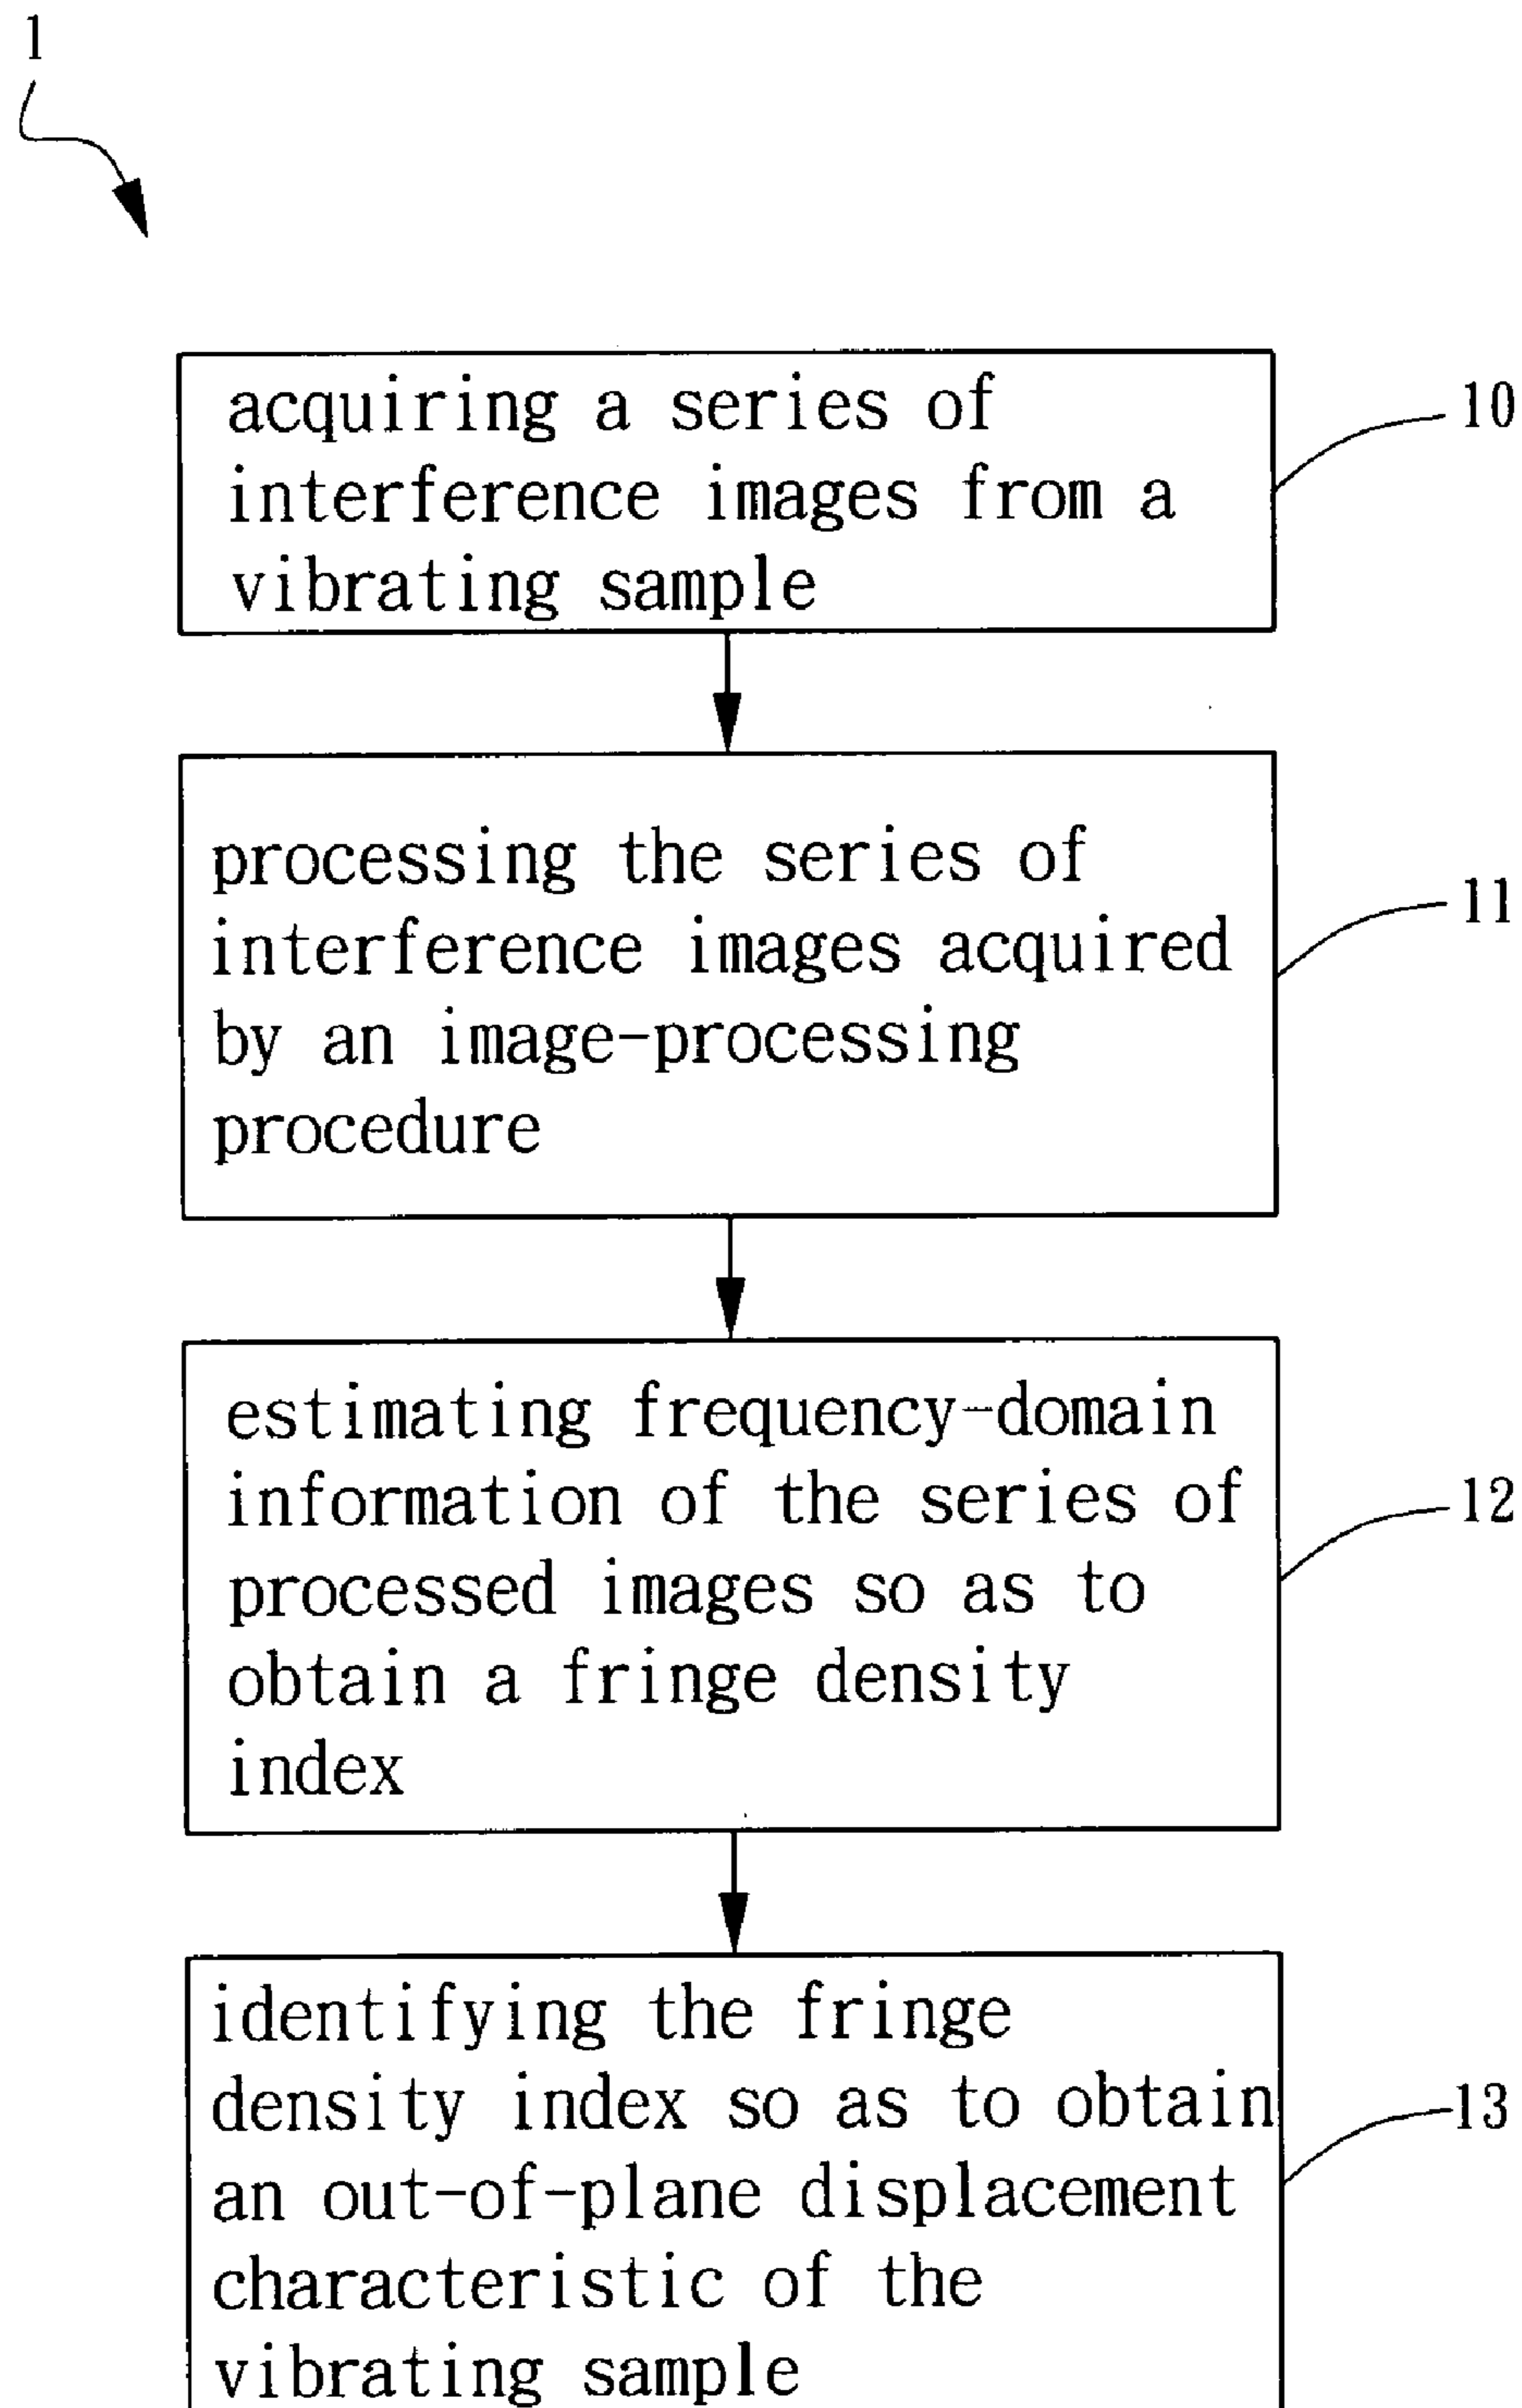 1
acquiring a series of
interference images from a
vibrating sample
10
processing the series of
interference images acquired
by an image-processing
procedure
11
estimating frequency-domain
information of the series of
processed images so as to
obtain a fringe density
index
12
identifying the fringe
density index so as to obtain
an out-of-plane displacement
characteristic of the
vibrating sample
13